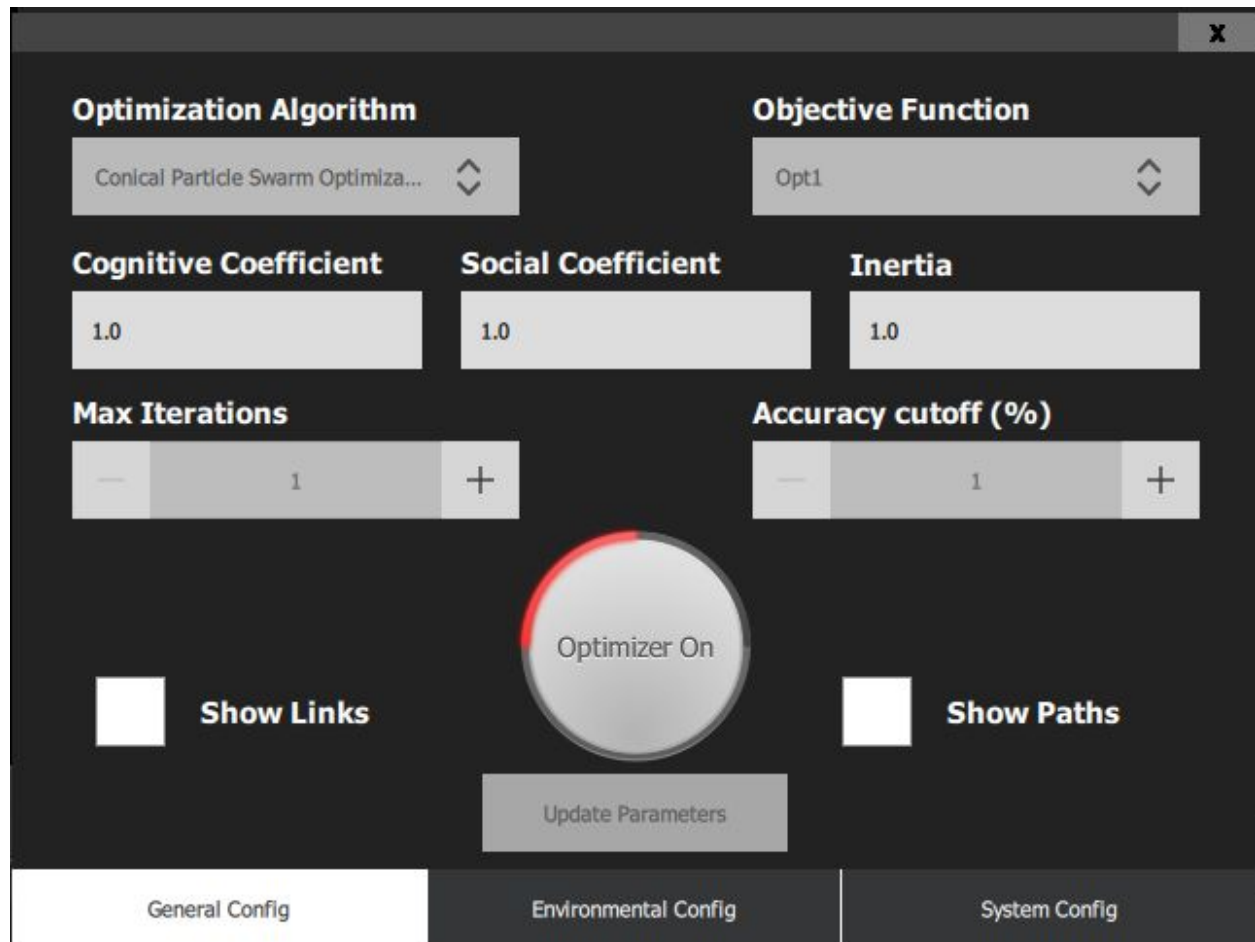 X
Optimization Algorithm
Objective Function
Conical Particle Swarm Optimiza...
Opt1
Cognitive Coefficient
Social Coefficient
Inertia
1.0
1.0
1.0
Max Iterations
Accuracy cutoff (%)
— 1 +
— 1 +
Optimizer On
Show Links
Show Paths
Update Parameters
General Config
Environmental Config
System Config